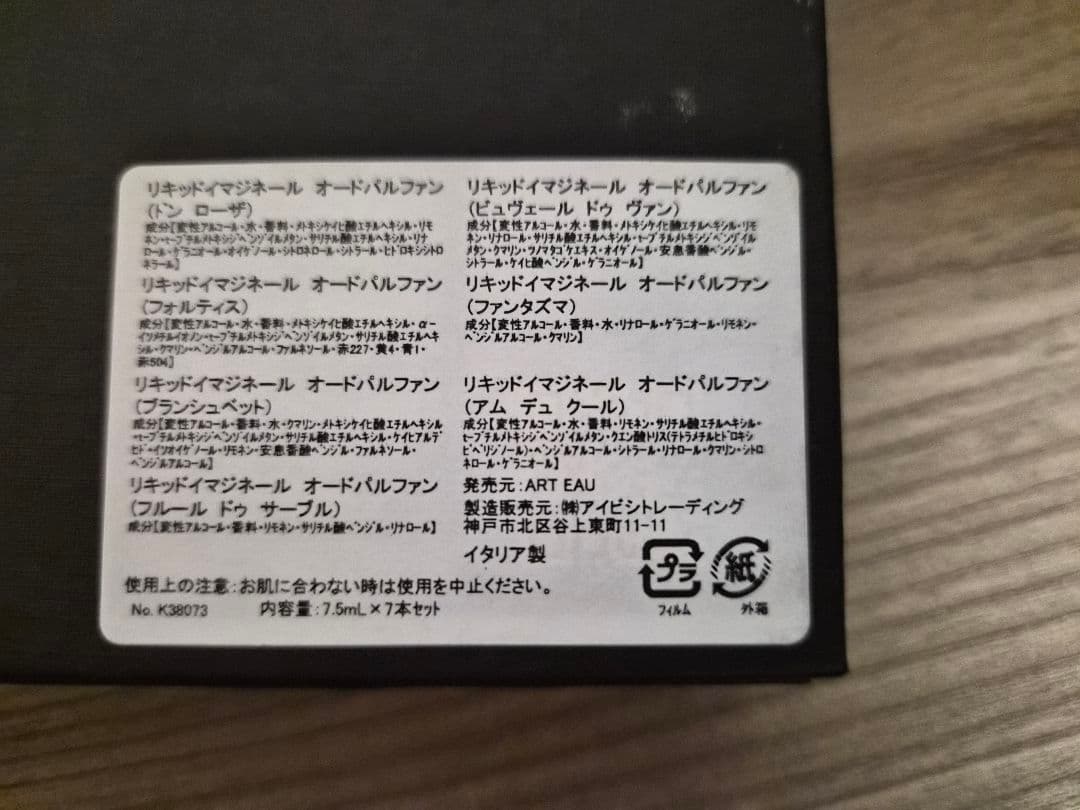 リキッドイマジネール オードパルファン
(ドン ローザ)
成分【変性アルコール・水・香料・メトキシケイヒ酸エチルヘキシル・リモ
ネン・t-ブチルメトキシジベンゾイルメタン・サリチル酸エチルヘキシル・リナ
ロール・ゲラニオール・オイゲノール・シトロネロール・シトラール・ヒドロキシシトロ
ネラール】
リキッドイマジネール オードパルファン
(フォルティス)
成分【変性アルコール・水・香料・メトキシケイヒ酸エチルヘキシル・α-
イソメチルイオノン・t-ブチルメトキシジベンゾイルメタン・サリチル酸エチルヘキ
シル・クマリン・ベンジルアルコール・ファルネソール・赤227・黄4・青1・
赤504】
リキッドイマジネール オードパルファン
(ブランシュベット)
成分【変性アルコール・香料・水・クマリン・メトキシケイヒ酸エチルヘキシル
・t-ブチルメトキシジベンゾイルメタン・サリチル酸エチルヘキシル・ケイヒアルデ
ヒド・イソオイゲノール・リモネン・安息香酸ベンジル・ファルネソール・
ベンジルアルコール】
リキッドイマジネール オードパルファン
(フルール ドゥ サーブル)
成分【変性アルコール・香料・リモネン・サリチル酸ベンジル・リナロール】
リキッドイマジネール オードパルファン
(ビュヴェール ドゥ ヴァン)
成分【変性アルコール・水・香料・メトキシケイヒ酸エチルヘキシル・リモ
ネン・リナロール・サリチル酸エチルヘキシル・t-ブチルメトキシジベンゾイル
メタン・クマリン・ツノマタゴケエキス・オイゲノール・安息香酸ベンジル・
シトラール・ケイヒ酸ベンジル・ゲラニオール】
リキッドイマジネール オードパルファン
(ファンタズマ)
成分【変性アルコール・香料・水・リナロール・ゲラニオール・リモネン・
ベンジルアルコール・クマリン】
リキッドイマジネール オードパルファン
(アム デュ クール)
成分【変性アルコール・水・香料・リモネン・サリチル酸エチルヘキシル・
t-ブチルメトキシジベンゾイルメタン・クエン酸トリス(テトラメチルヒドロキシ
ピペリジノール)・ベンジルアルコール・シトラール・リナロール・クマリン・シトロ
ネロール・ゲラニオール】
発売元:ART EAU
製造販売元:㈱アイビシトレーディング
神戸市北区谷上東町11-11
イタリア製
プラ
フィルム
紙
外箱
使用上の注意:お肌に合わない時は使用を中止ください。
No. K38073 内容量:7.5mL×7本セット